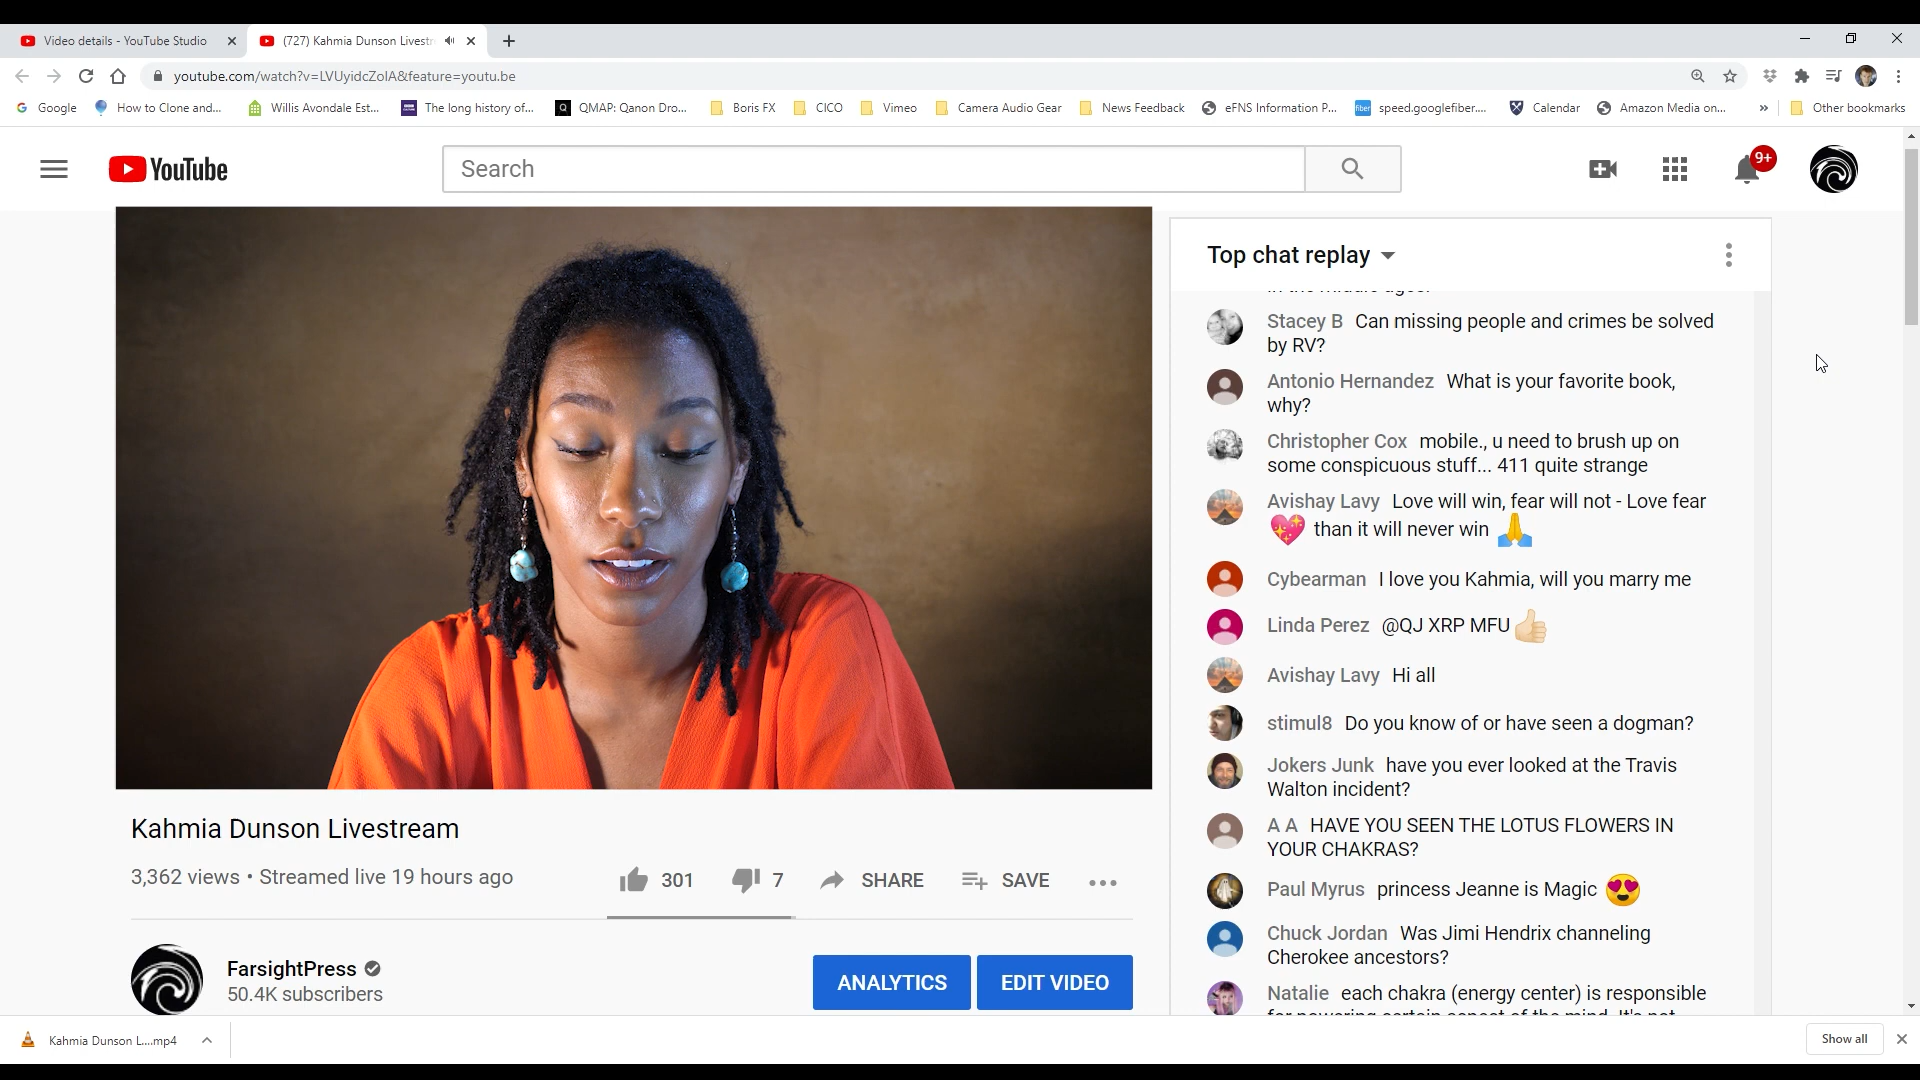 Video details - YouTube Studio
(727) Kahmia Dunson Livestr
youtube.com/watch?v=LVUyidcZolA&feature=youtu.be
Google
How to Clone and...
Willis Avondale Est...
The long history of...
QMAP: Qanon Dro...
Boris FX
CICO
Vimeo
Camera Audio Gear
News Feedback
eFNS Information P...
speed.googlefiber....
Calendar
Amazon Media on...
»
Other bookmarks
YouTube
Search
9+
Top chat replay
Stacey B Can missing people and crimes be solved
by RV?
Antonio Hernandez What is your favorite book,
why?
Christopher Cox mobile., u need to brush up on
some conspicuous stuff... 411 quite strange
Avishay Lavy Love will win, fear will not - Love fear
💖 than it will never win 🙏
Cybearman I love you Kahmia, will you marry me
Linda Perez @QJ XRP MFU 👍🏻
Avishay Lavy Hi all
stimul8 Do you know of or have seen a dogman?
Jokers Junk have you ever looked at the Travis
Walton incident?
A A HAVE YOU SEEN THE LOTUS FLOWERS IN
YOUR CHAKRAS?
Paul Myrus princess Jeanne is Magic 😍
Chuck Jordan Was Jimi Hendrix channeling
Cherokee ancestors?
Natalie each chakra (energy center) is responsible
Kahmia Dunson Livestream
3,362 views • Streamed live 19 hours ago
301
7
SHARE
SAVE
FarsightPress
50.4K subscribers
ANALYTICS
EDIT VIDEO
Kahmia Dunson L....mp4
Show all